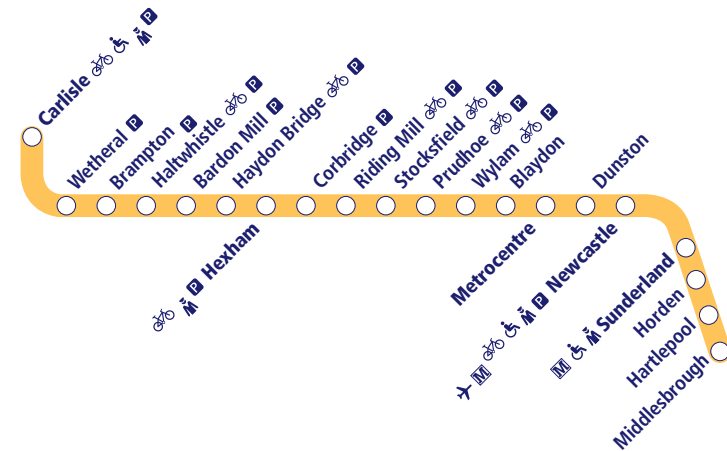 Carlisle P
Wetheral P
Brampton P
Haltwhistle P
Bardon Mill P
Haydon Bridge P
Hexham P
Corbridge P
Riding Mill P
Stocksfield P
Prudhoe P
Wylam P
Blaydon
Metrocentre
Dunston
M P Newcastle
M Sunderland
Horden
Hartlepool
Middlesbrough